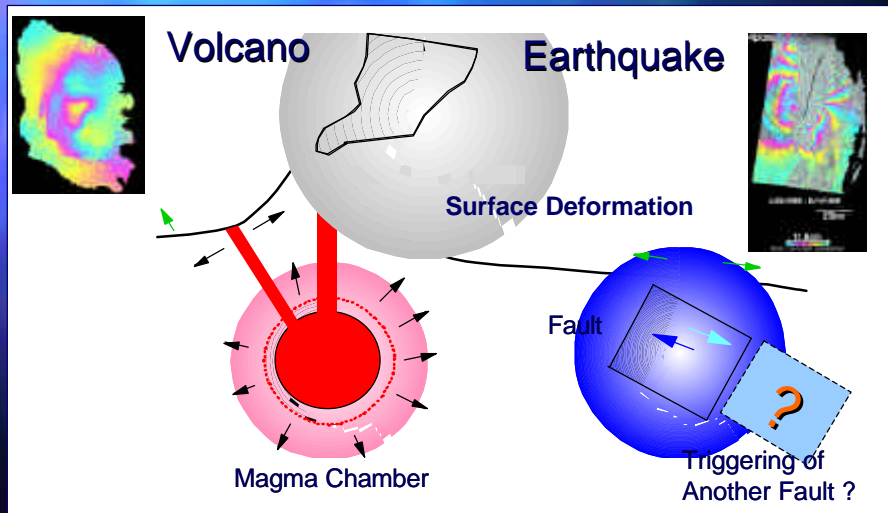 Volcano
Earthquake
Surface Deformation
Fault
?
Magma Chamber
Triggering of
Another Fault ?